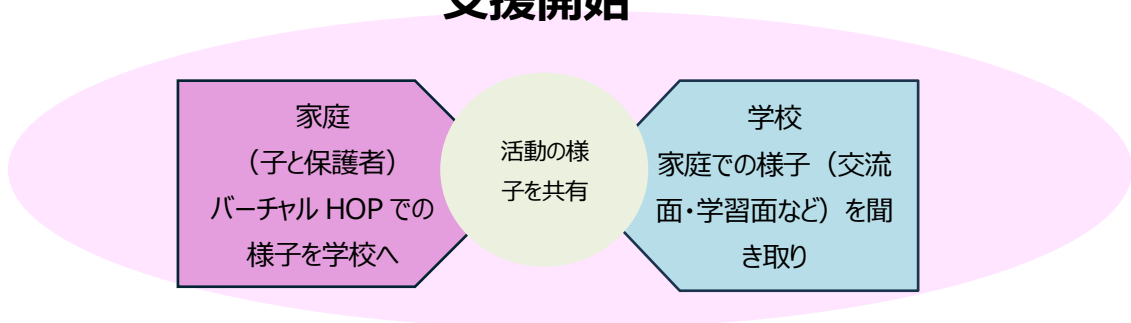 支援開始
家庭
（子と保護者）
バーチャル HOP での
様子を学校へ
活動の様
子を共有
学校
家庭での様子（交流
面・学習面など）を聞
き取り